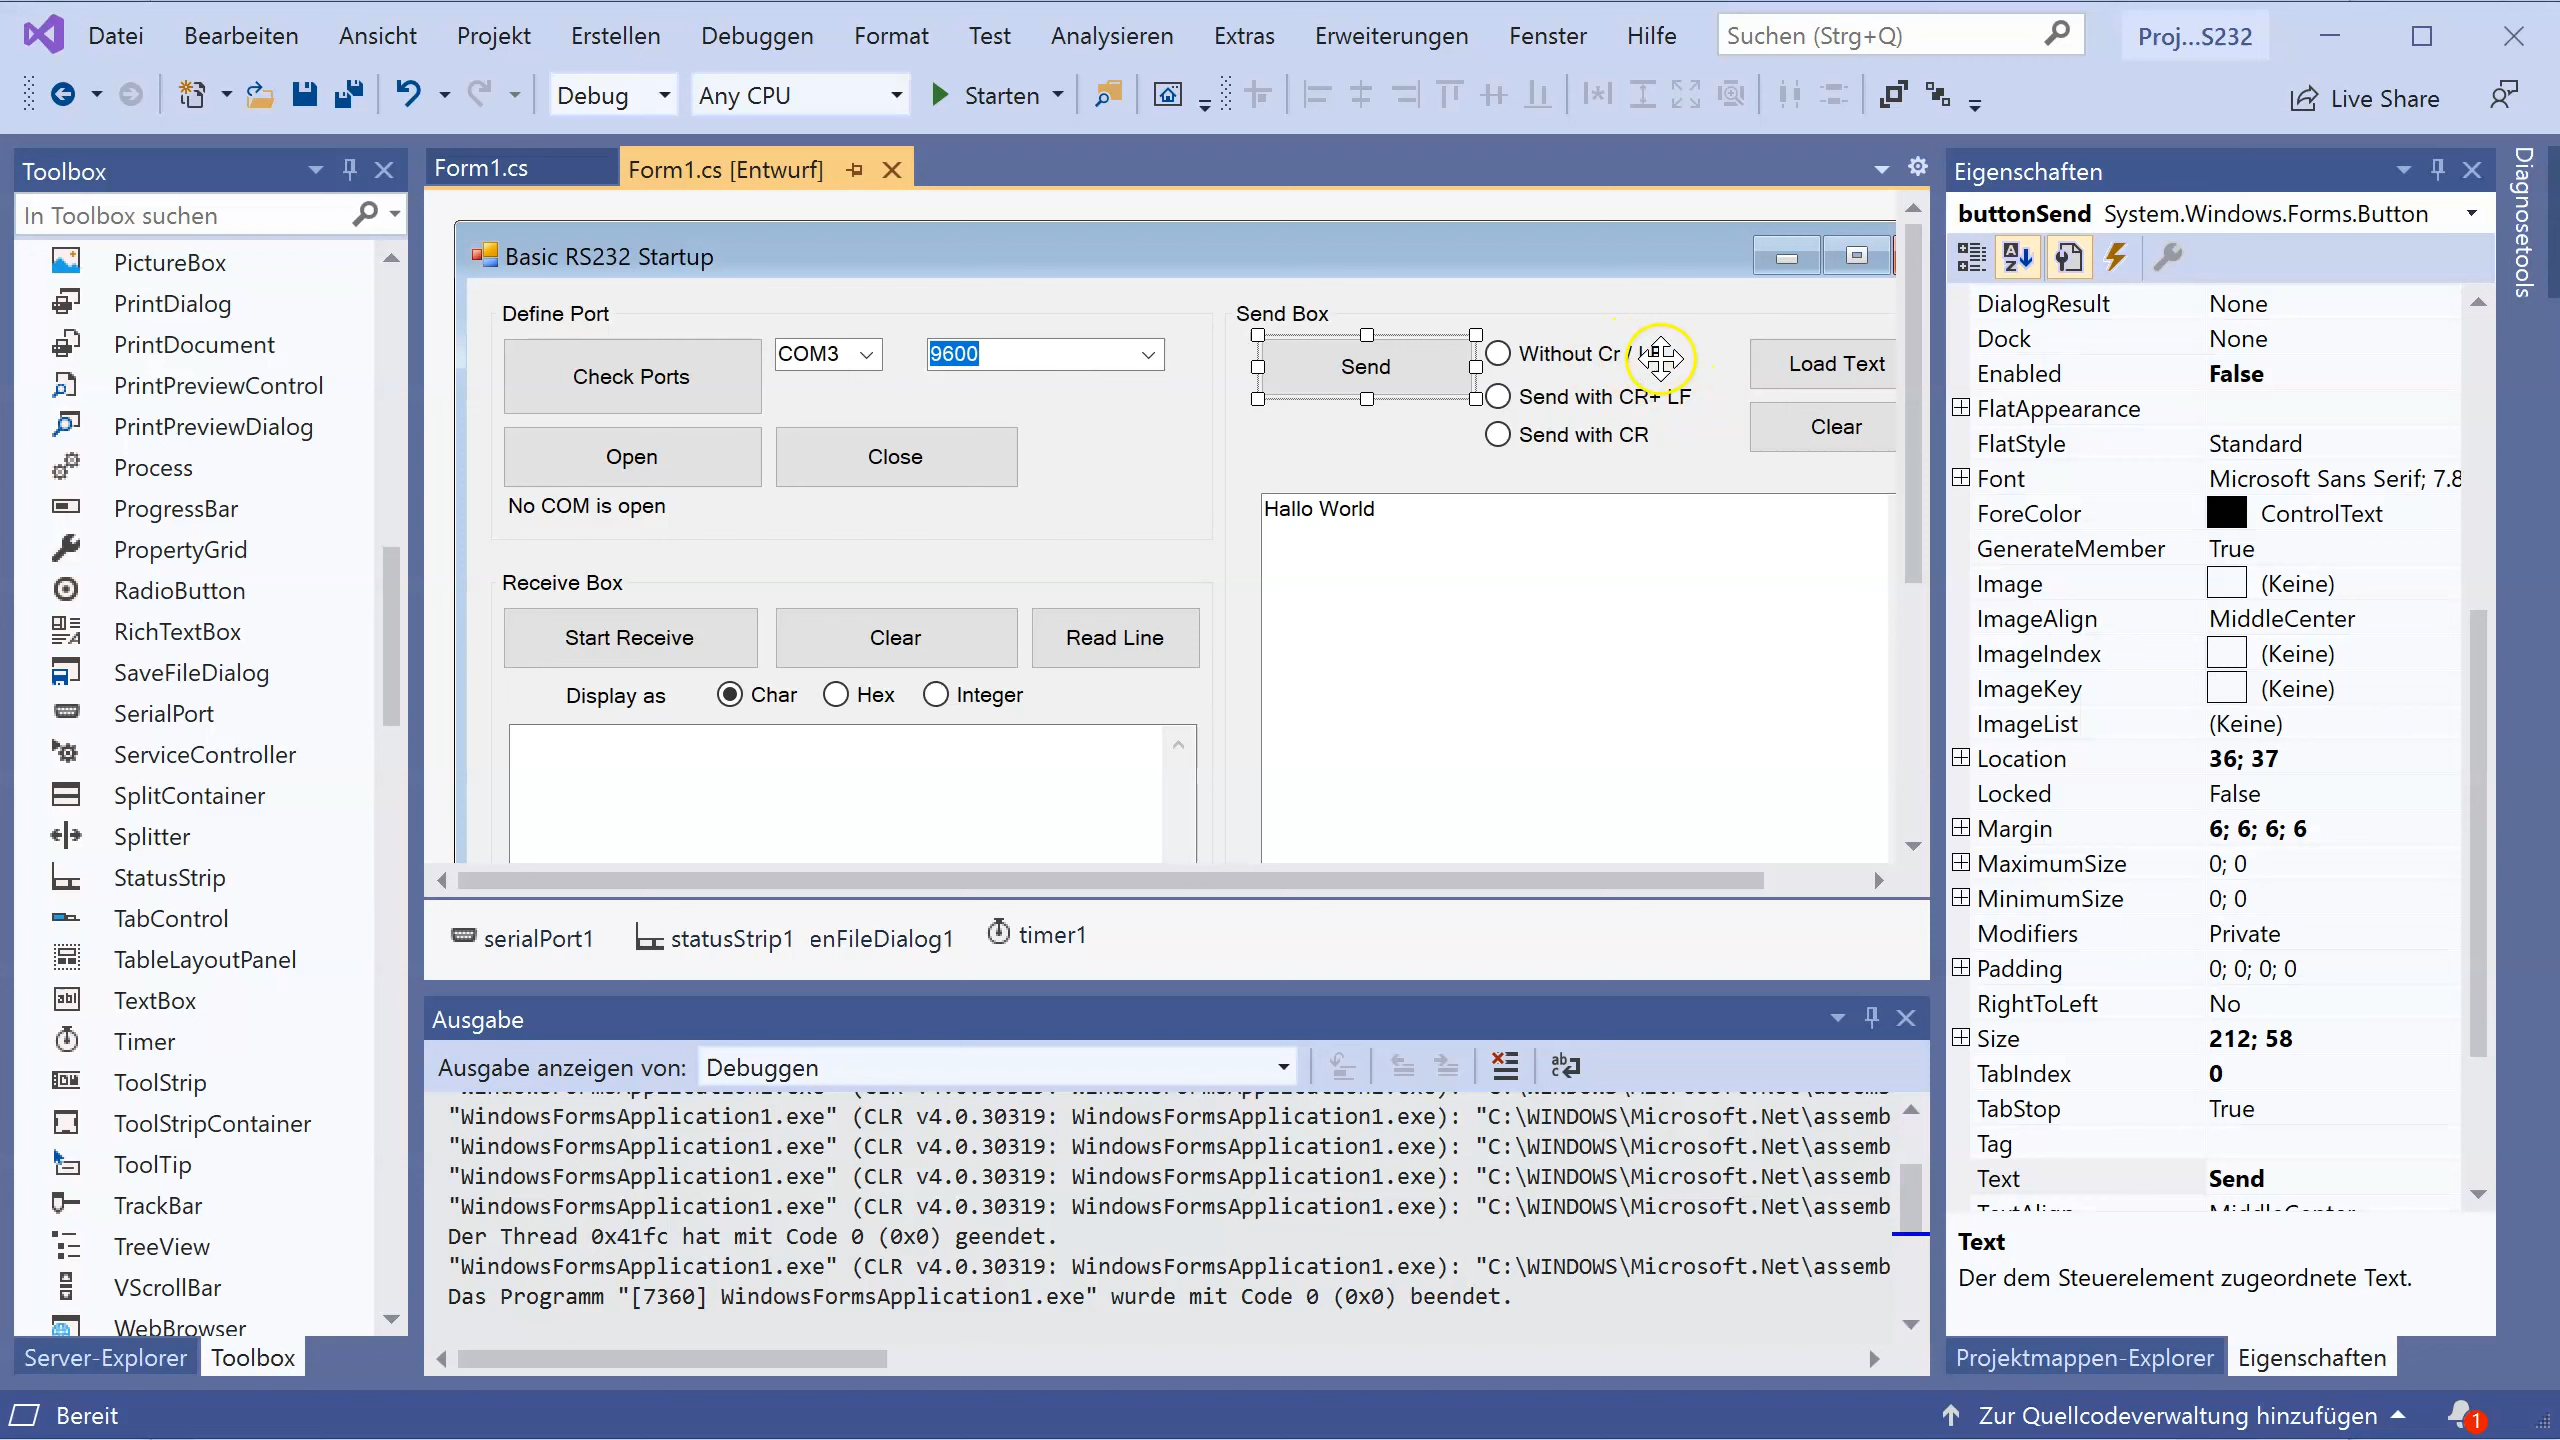 Datei Bearbeiten Ansicht Projekt Erstellen Debuggen Format Test Analysieren Extras Erweiterungen Fenster Hilfe Suchen (Strg+Q) Proj...S232
Debug Any CPU Starten Live Share
Toolbox
In Toolbox suchen
PictureBox
PrintDialog
PrintDocument
PrintPreviewControl
PrintPreviewDialog
Process
ProgressBar
PropertyGrid
RadioButton
RichTextBox
SaveFileDialog
SerialPort
ServiceController
SplitContainer
Splitter
StatusStrip
TabControl
TableLayoutPanel
TextBox
Timer
ToolStrip
ToolStripContainer
ToolTip
TrackBar
TreeView
VScrollBar
WebBrowser
Server-Explorer Toolbox
Form1.cs Form1.cs [Entwurf]
Basic RS232 Startup
Define Port
Check Ports COM3 9600
Open Close
No COM is open
Receive Box
Start Receive Clear Read Line
Display as Char Hex Integer
Send Box
Send Without Cr / Load Text
Send with CR+ LF
Send with CR Clear
Hallo World
serialPort1 statusStrip1 enFileDialog1 timer1
Ausgabe
Ausgabe anzeigen von: Debuggen
"WindowsFormsApplication1.exe" (CLR v4.0.30319: WindowsFormsApplication1.exe): "C:\WINDOWS\Microsoft.Net\assemb
"WindowsFormsApplication1.exe" (CLR v4.0.30319: WindowsFormsApplication1.exe): "C:\WINDOWS\Microsoft.Net\assemb
"WindowsFormsApplication1.exe" (CLR v4.0.30319: WindowsFormsApplication1.exe): "C:\WINDOWS\Microsoft.Net\assemb
"WindowsFormsApplication1.exe" (CLR v4.0.30319: WindowsFormsApplication1.exe): "C:\WINDOWS\Microsoft.Net\assemb
Der Thread 0x41fc hat mit Code 0 (0x0) geendet.
"WindowsFormsApplication1.exe" (CLR v4.0.30319: WindowsFormsApplication1.exe): "C:\WINDOWS\Microsoft.Net\assemb
Das Programm "[7360] WindowsFormsApplication1.exe" wurde mit Code 0 (0x0) beendet.
Eigenschaften
buttonSend System.Windows.Forms.Button
DialogResult None
Dock None
Enabled False
FlatAppearance
FlatStyle Standard
Font Microsoft Sans Serif; 7.8
ForeColor ControlText
GenerateMember True
Image (Keine)
ImageAlign MiddleCenter
ImageIndex (Keine)
ImageKey (Keine)
ImageList (Keine)
Location 36; 37
Locked False
Margin 6; 6; 6; 6
MaximumSize 0; 0
MinimumSize 0; 0
Modifiers Private
Padding 0; 0; 0; 0
RightToLeft No
Size 212; 58
TabIndex 0
TabStop True
Tag
Text Send
Text
Der dem Steuerelement zugeordnete Text.
Projektmappen-Explorer Eigenschaften
Diagnosetools
Bereit Zur Quellcodeverwaltung hinzufügen 1